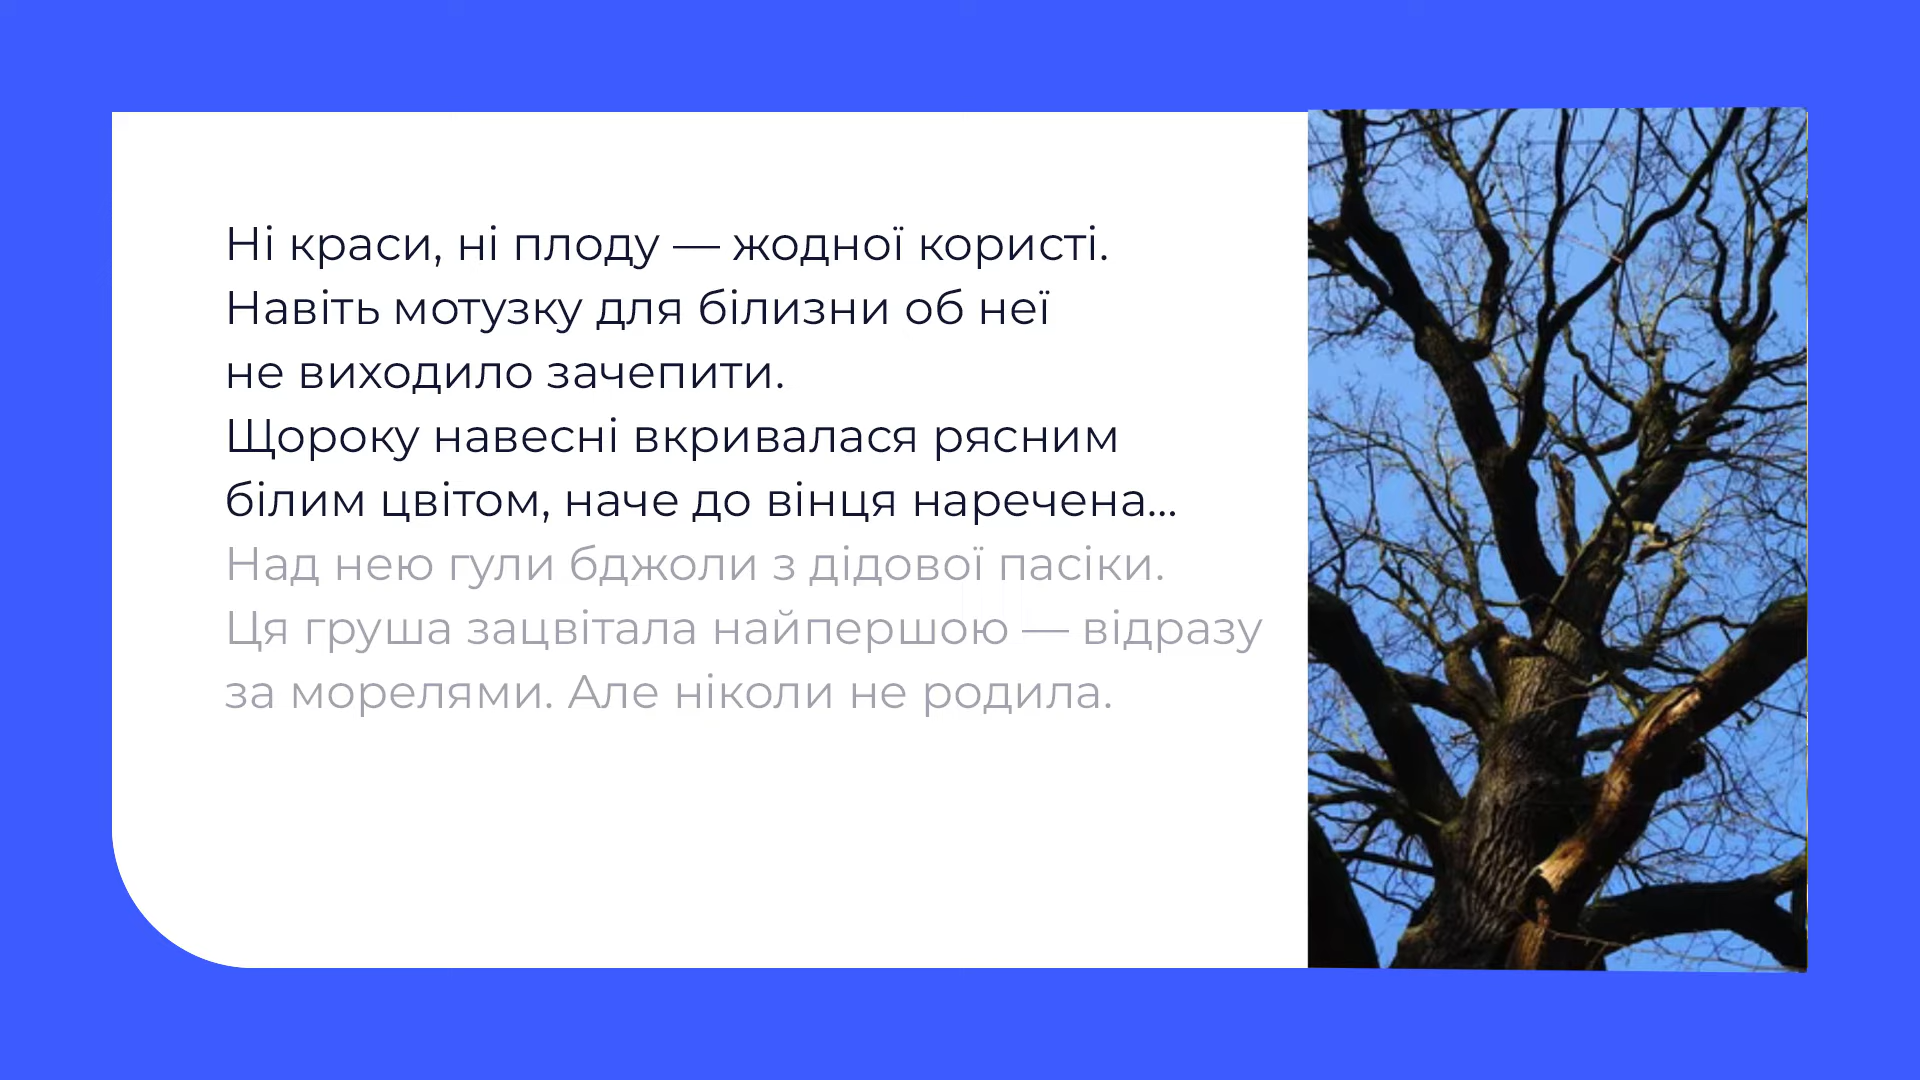 Ні краси, ні плоду — жодної користі.
Навіть мотузку для білизни об неї
не виходило зачепити.
Щороку навесні вкривалася рясним
білим цвітом, наче до вінця наречена...
Над нею гули бджоли з дідової пасіки.
Ця груша зацвітала найпершою — відразу
за морелями. Але ніколи не родила.